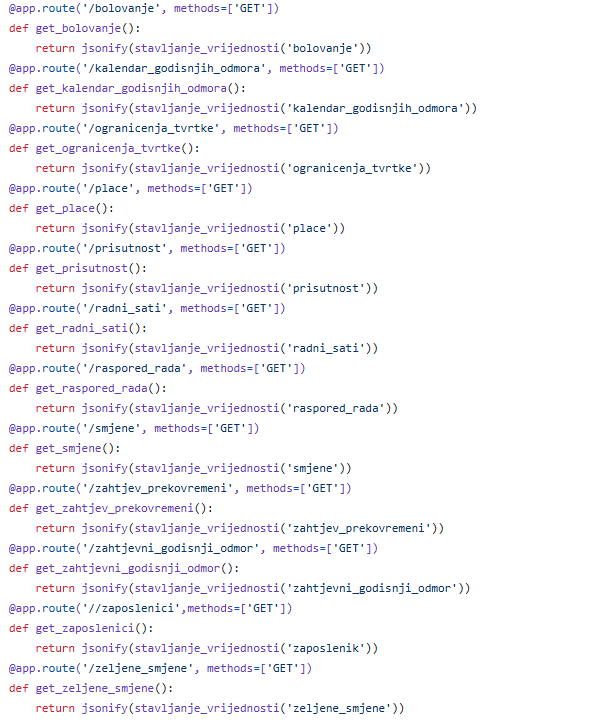 @app.route('/bolovanje', methods=['GET'])
def get_bolovanje():
    return jsonify(stavljanje_vrijednosti('bolovanje'))
@app.route('/kalendar_godisnjih_odmora', methods=['GET'])
def get_kalendar_godisnjih_odmora():
    return jsonify(stavljanje_vrijednosti('kalendar_godisnjih_odmora'))
@app.route('/ogranicenja_tvrtke', methods=['GET'])
def get_ogranicenja_tvrtke():
    return jsonify(stavljanje_vrijednosti('ogranicenja_tvrtke'))
@app.route('/place', methods=['GET'])
def get_place():
    return jsonify(stavljanje_vrijednosti('place'))
@app.route('/prisutnost', methods=['GET'])
def get_prisutnost():
    return jsonify(stavljanje_vrijednosti('prisutnost'))
@app.route('/radni_sati', methods=['GET'])
def get_radni_sati():
    return jsonify(stavljanje_vrijednosti('radni_sati'))
@app.route('/raspored_rada', methods=['GET'])
def get_raspored_rada():
    return jsonify(stavljanje_vrijednosti('raspored_rada'))
@app.route('/smjene', methods=['GET'])
def get_smjene():
    return jsonify(stavljanje_vrijednosti('smjene'))
@app.route('/zahtjev_prekovremeni', methods=['GET'])
def get_zahtjev_prekovremeni():
    return jsonify(stavljanje_vrijednosti('zahtjev_prekovremeni'))
@app.route('/zahtjevni_godisnji_odmor', methods=['GET'])
def get_zahtjevni_godisnji_odmor():
    return jsonify(stavljanje_vrijednosti('zahtjevni_godisnji_odmor'))
@app.route('//zaposlenici',methods=['GET'])
def get_zaposlenici():
    return jsonify(stavljanje_vrijednosti('zaposlenik'))
@app.route('/zeljene_smjene', methods=['GET'])
def get_zeljene_smjene():
    return jsonify(stavljanje_vrijednosti('zeljene_smjene'))